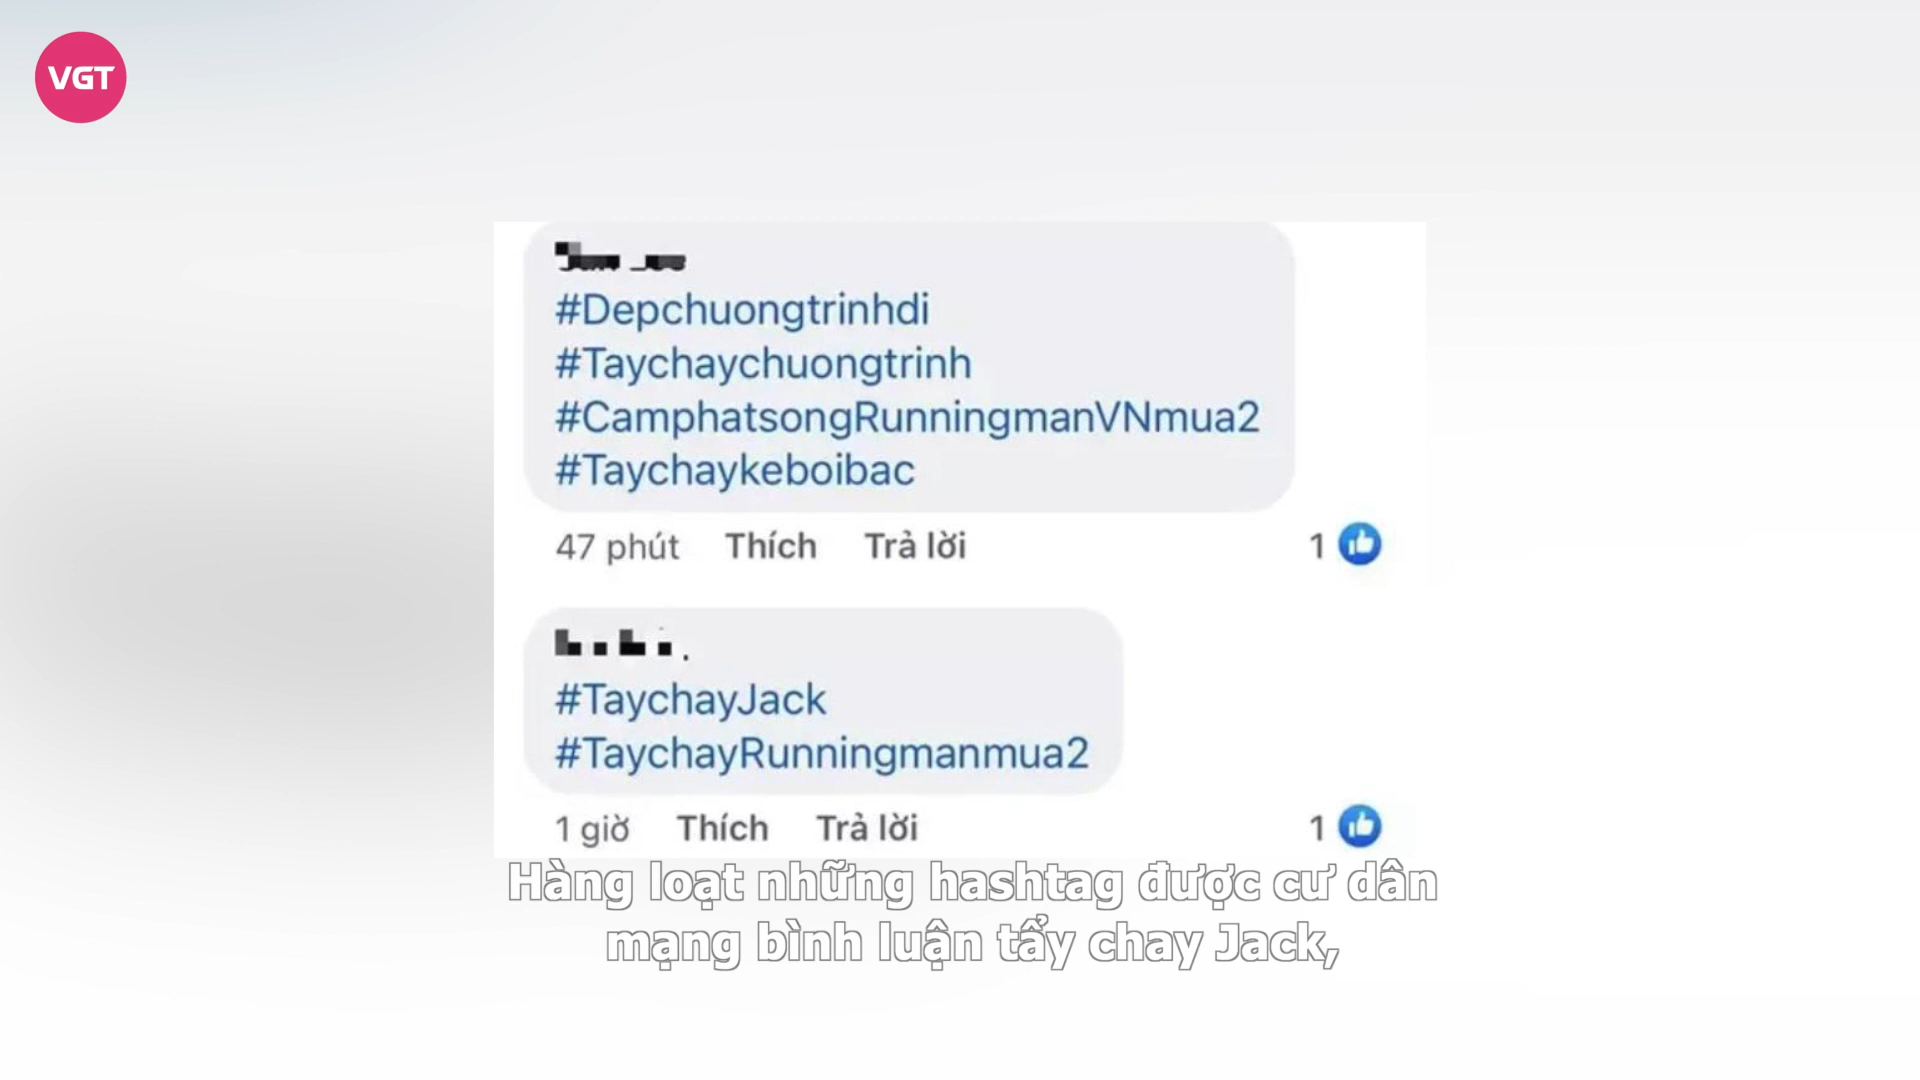 VGT
#Depchuongtrinhdi
#Taychaychuongtrinh
#CamphatsongRunningmanVNmua2
#Taychaykeboibac
47 phút Thích Trả lời 1
#TaychayJack
#TaychayRunningmanmua2
1 giờ Thích Trả lời 1
Hàng loạt những hashtag được cư dân
mạng bình luận tẩy chay Jack,